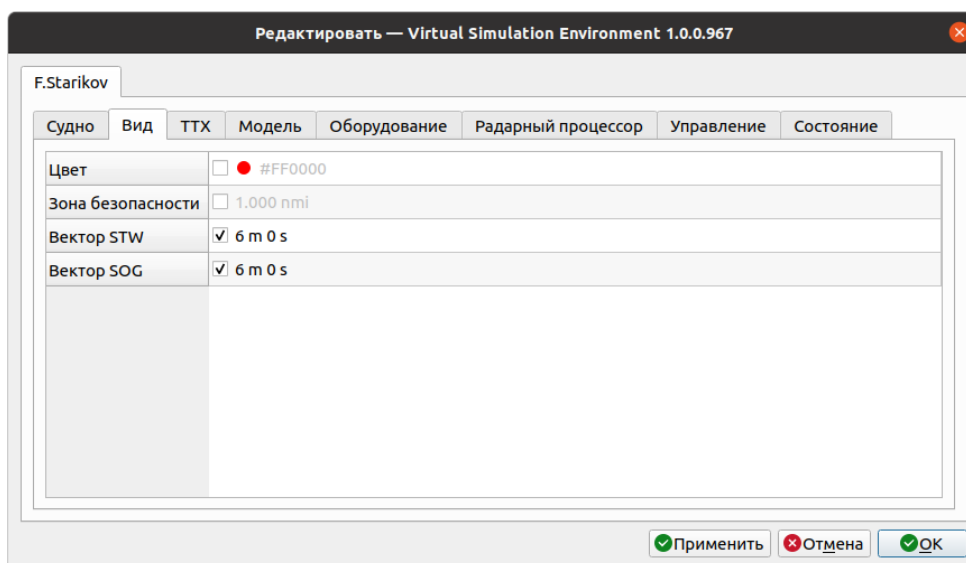 Редактировать — Virtual Simulation Environment 1.0.0.967
F.Starikov
Судно Вид ТТХ Модель Оборудование Радарный процессор Управление Состояние
Цвет #FF0000
Зона безопасности 1.000 nmi
Вектор STW 6 m 0 s
Вектор SOG 6 m 0 s
Применить Отмена OK